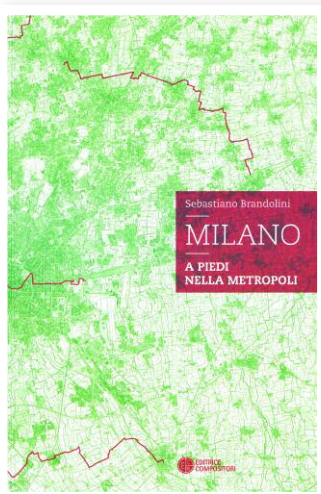 Sebastiano Brandolini
MILANO
A PIEDI
NELLA METROPOLI
EDITRICE
COMPOSITORI